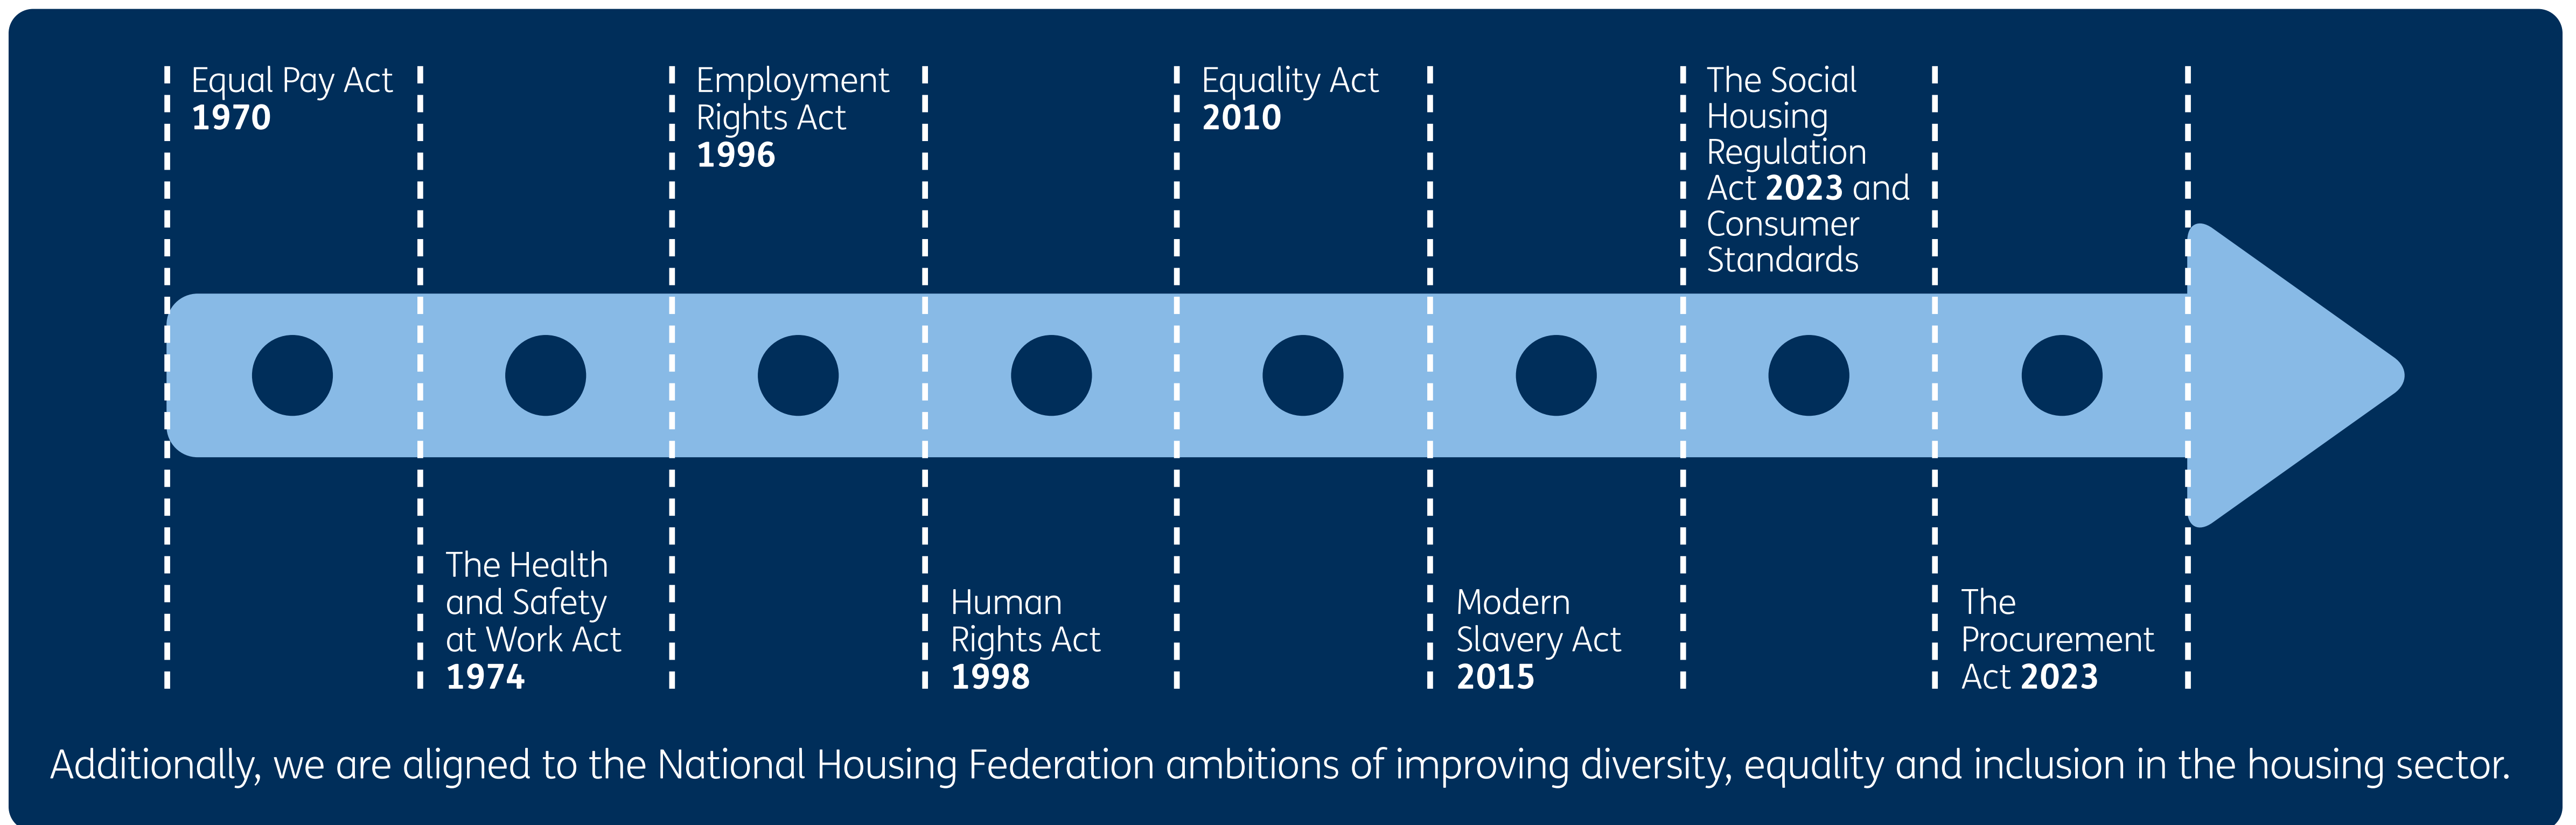 Equal Pay Act
1970
The Health
and Safety
at Work Act
1974
Employment
Rights Act
1996
Human
Rights Act
1998
Equality Act
2010
Modern
Slavery Act
2015
The Social
Housing
Regulation
Act 2023 and
Consumer
Standards
The
Procurement
Act 2023
Additionally, we are aligned to the National Housing Federation ambitions of improving diversity, equality and inclusion in the housing sector.